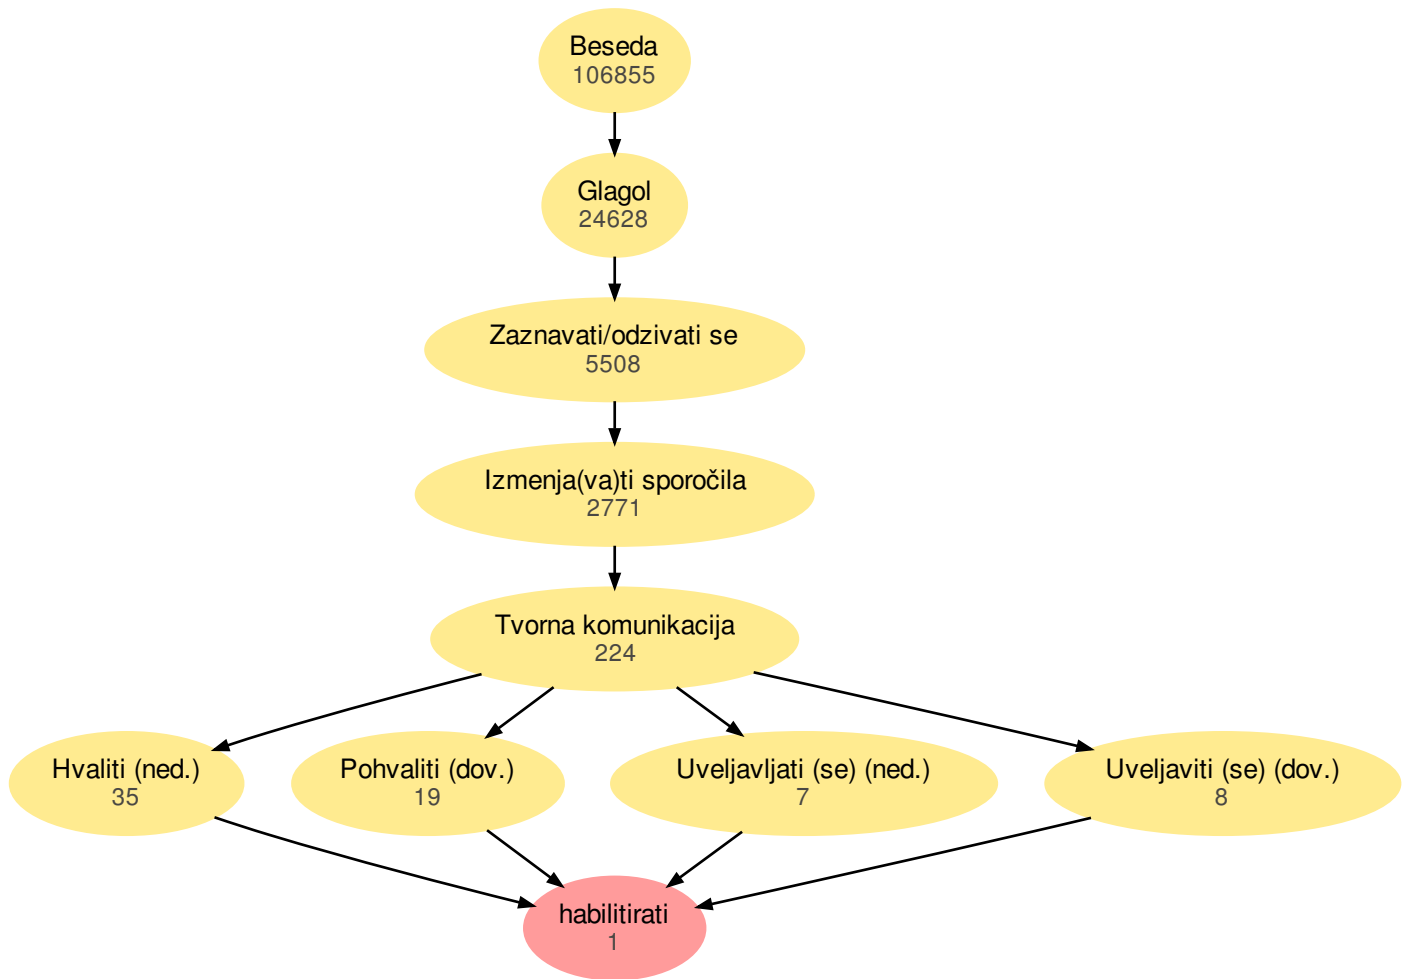 Beseda
106855
Glagol
24628
Zaznavati/odzivati se
5508
Izmenja(va)ti sporočila
2771
Tvorna komunikacija
224
Hvaliti (ned.)
35
Pohvaliti (dov.)
19
Uveljavljati (se) (ned.)
7
Uveljaviti (se) (dov.)
8
habilitirati
1